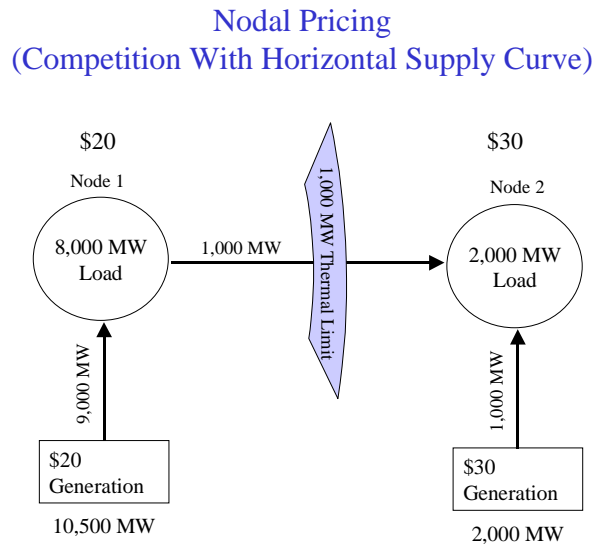 Nodal Pricing
(Competition With Horizontal Supply Curve)
$20
$30
Node 1
Node 2
8,000 MW
Load
1,000 MW
1,000 MW Thermal Limit
2,000 MW
Load
9,000 MW
1,000 MW
$20
Generation
10,500 MW
$30
Generation
2,000 MW